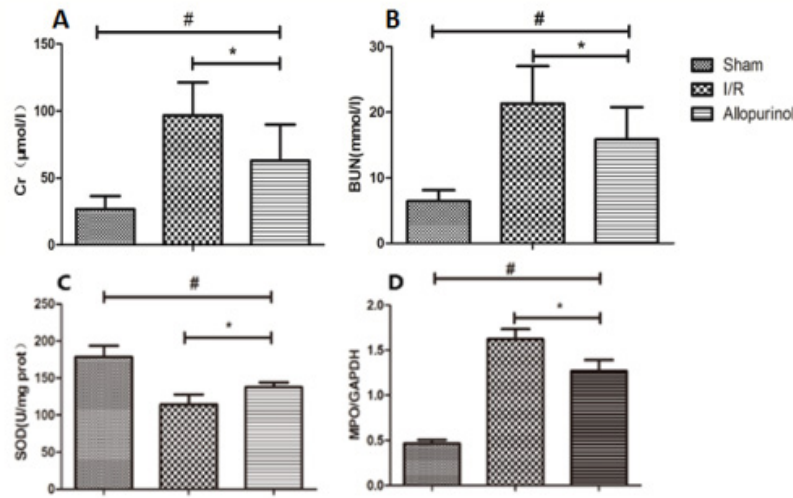 A
#
*
Cr (μmol/l)
150
100
50
0
B
#
*
BUN(mmol/l)
30
20
10
0
Sham
I/R
Allopurinol
C
#
*
SOD(U/mg prot)
250
200
150
100
50
0
D
#
*
MPO/GAPDH
2.0
1.5
1.0
0.5
0.0